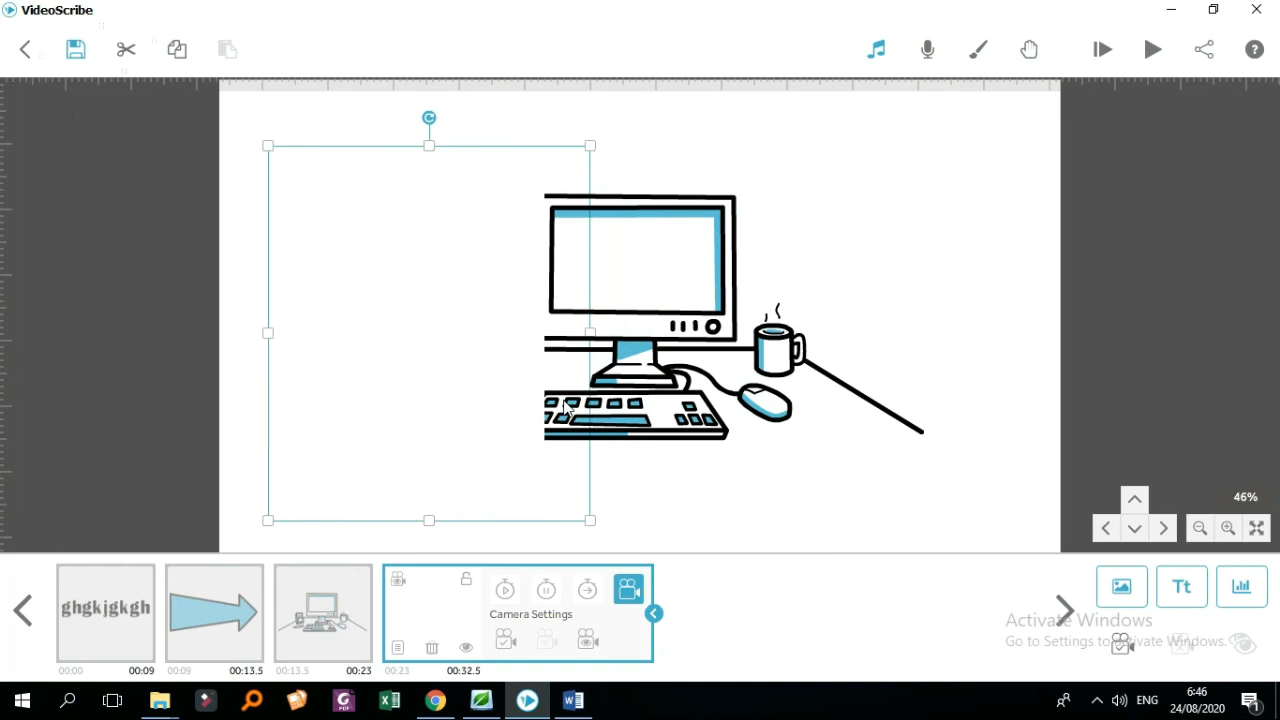 VideoScribe
46%
ghgkjgkgh
Camera Settings
Tt
00:00 00:09 00:09 00:13.5 00:13.5 00:23 00:23 00:32.5
Activate Windows
Go to Settings to activate Windows.
ENG
6:46
24/08/2020
1